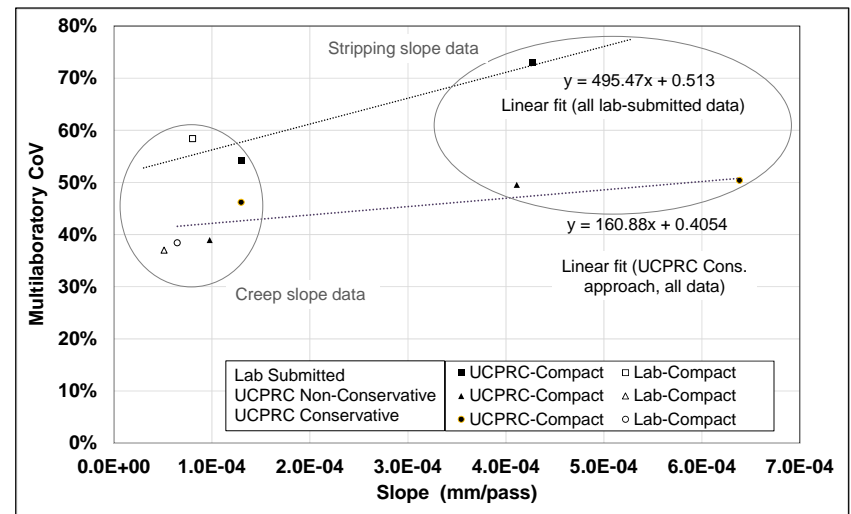 80%
70%
60%
50%
40%
30%
20%
10%
0%
Multilaboratory CoV
Stripping slope data
y = 495.47x + 0.513
Linear fit (all lab-submitted data)
y = 160.88x + 0.4054
Linear fit (UCPRC Cons.
approach, all data)
Creep slope data
Lab Submitted
UCPRC Non-Conservative
UCPRC Conservative
UCPRC-Compact Lab-Compact
UCPRC-Compact Lab-Compact
UCPRC-Compact Lab-Compact
0.0E+00 1.0E-04 2.0E-04 3.0E-04 4.0E-04 5.0E-04 6.0E-04 7.0E-04
Slope (mm/pass)